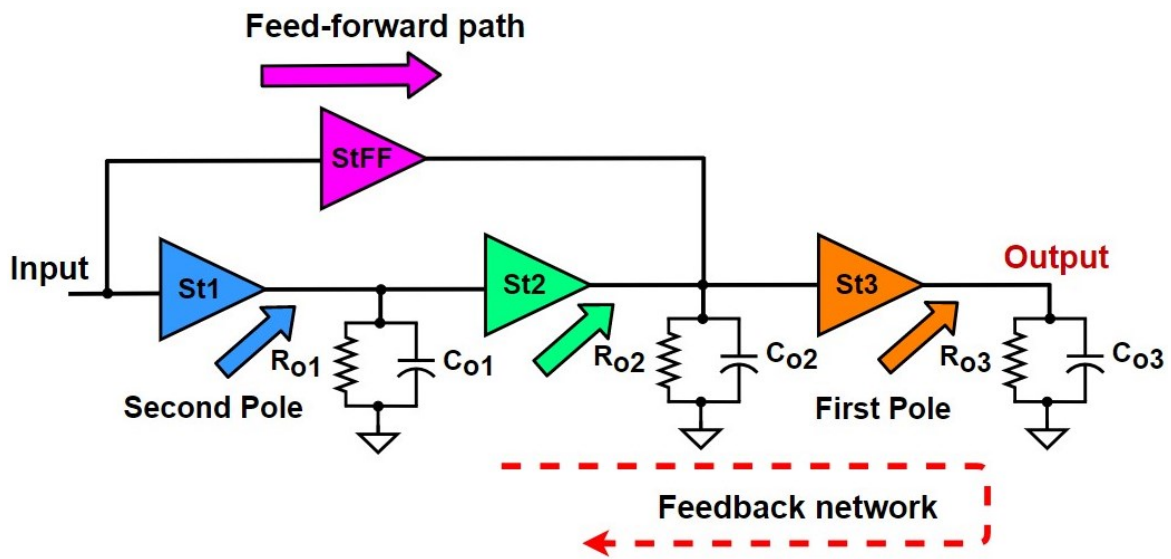 Feed-forward path
StFF
Input
St1
St2
St3
Output
Ro1
Co1
Ro2
Co2
Ro3
Co3
Second Pole
First Pole
Feedback network